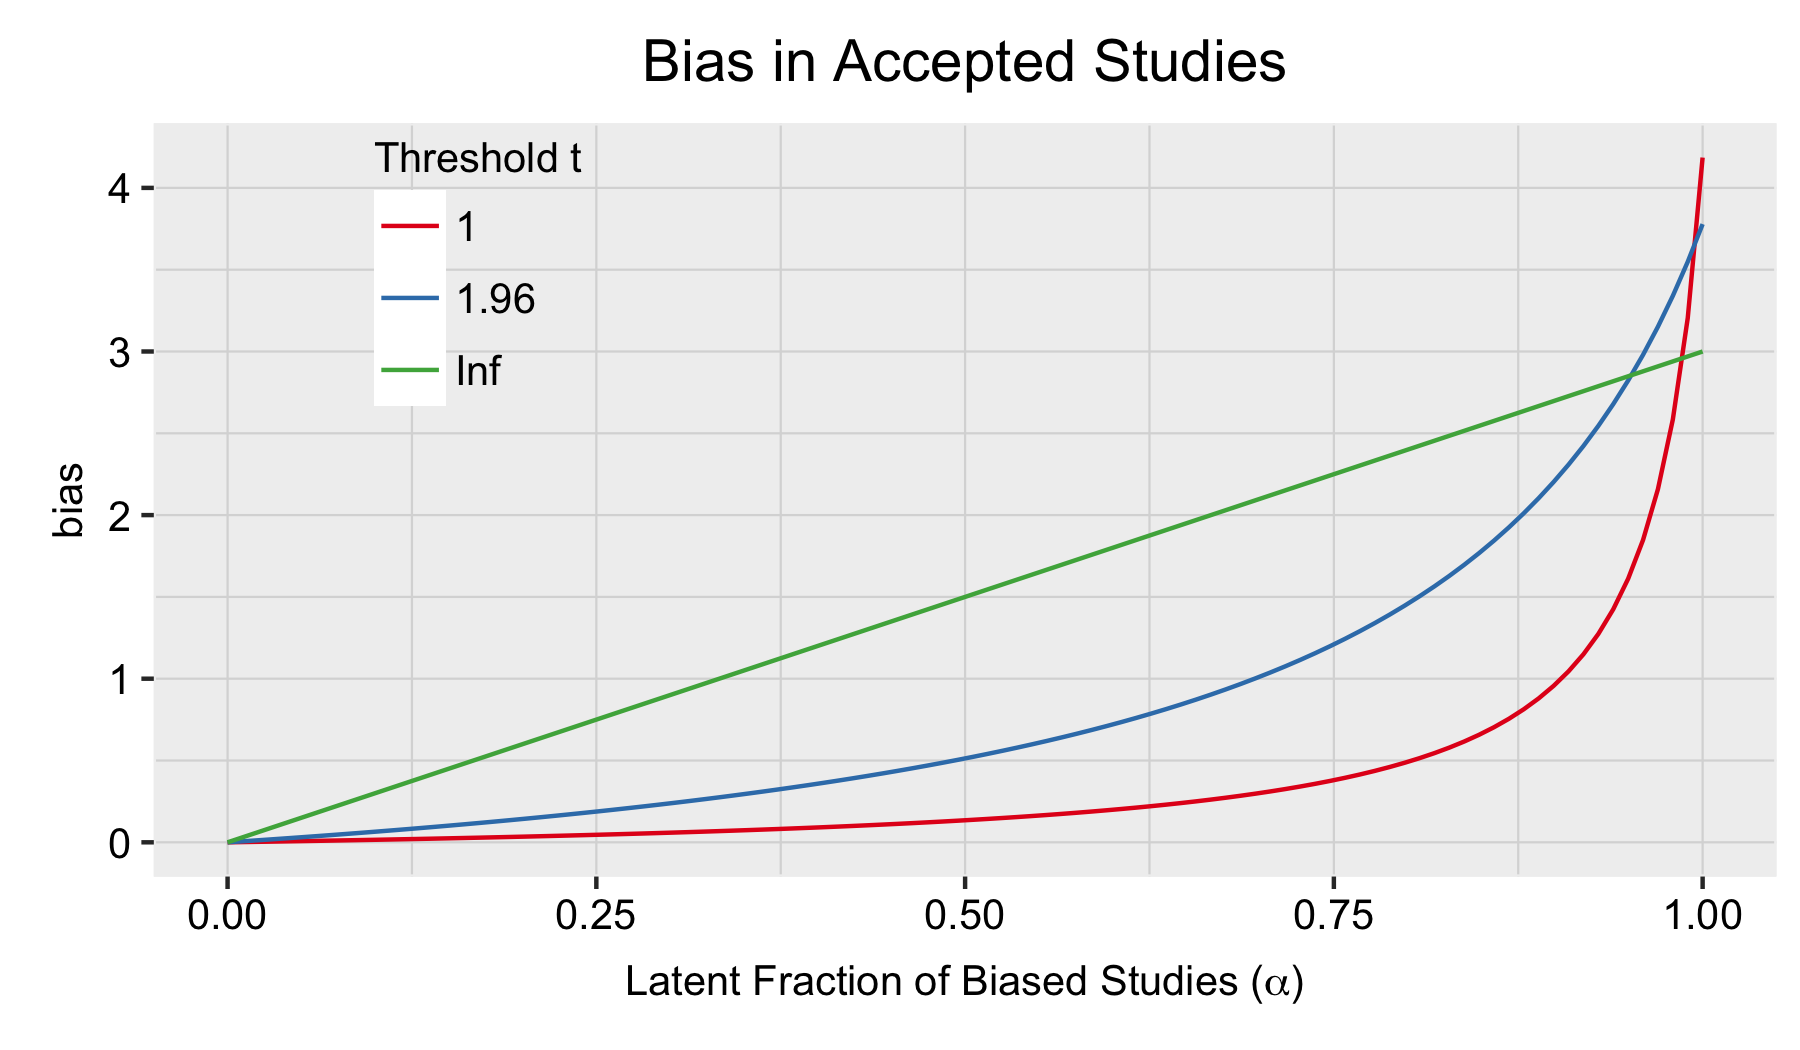 Bias in Accepted Studies
Threshold t
1
1.96
Inf
4
3
2
1
0
bias
0.00 0.25 0.50 0.75 1.00
Latent Fraction of Biased Studies (α)